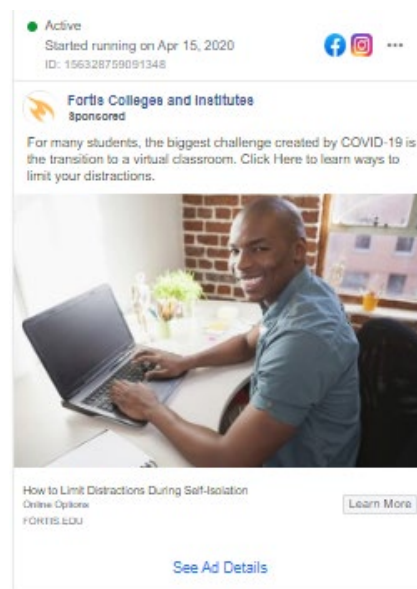 Active
Started running on Apr 15, 2020
ID: 156328759091348
Fortis Colleges and Institutes
Sponsored
For many students, the biggest challenge created by COVID-19 is
the transition to a virtual classroom. Click Here to learn ways to
limit your distractions.
How to Limit Distractions During Self-Isolation
Online Options
FORTIS.EDU
Learn More
See Ad Details